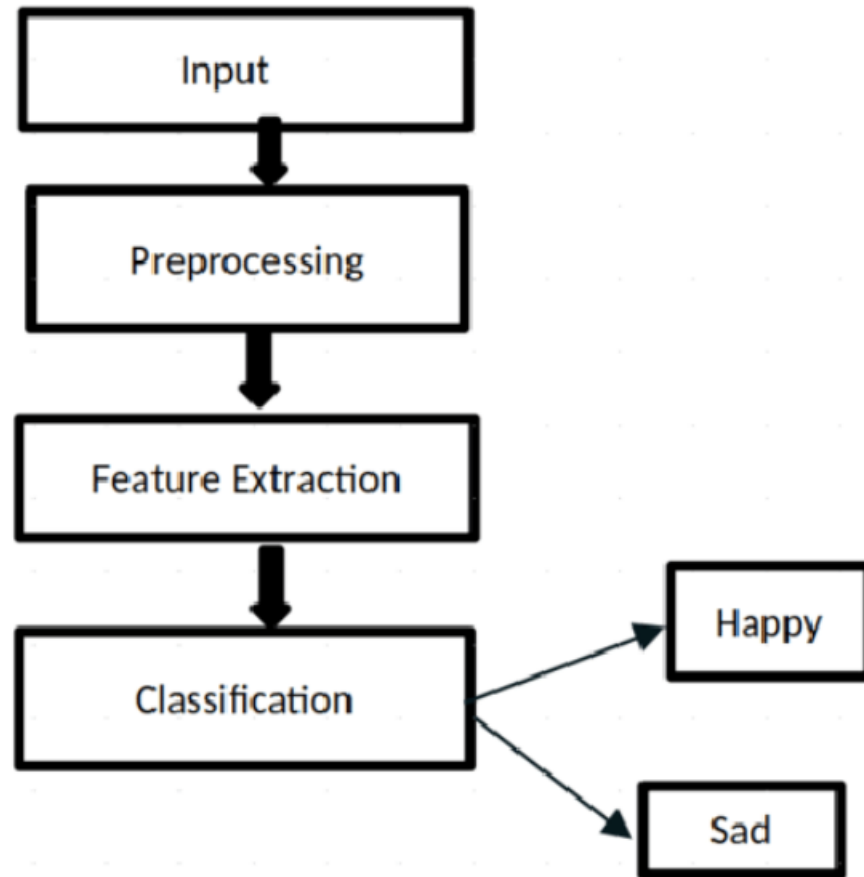 Input
Preprocessing
Feature Extraction
Classification
Happy
Sad